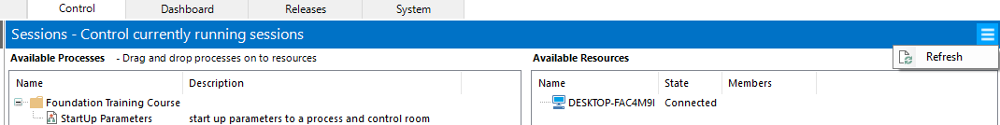 Control Dashboard Releases System
Sessions - Control currently running sessions
Refresh
Available Processes - Drag and drop processes on to resources
Available Resources
Name Description
Name State Members
Foundation Training Course
DESKTOP-FAC4M9I Connected
StartUp Parameters start up parameters to a process and control room